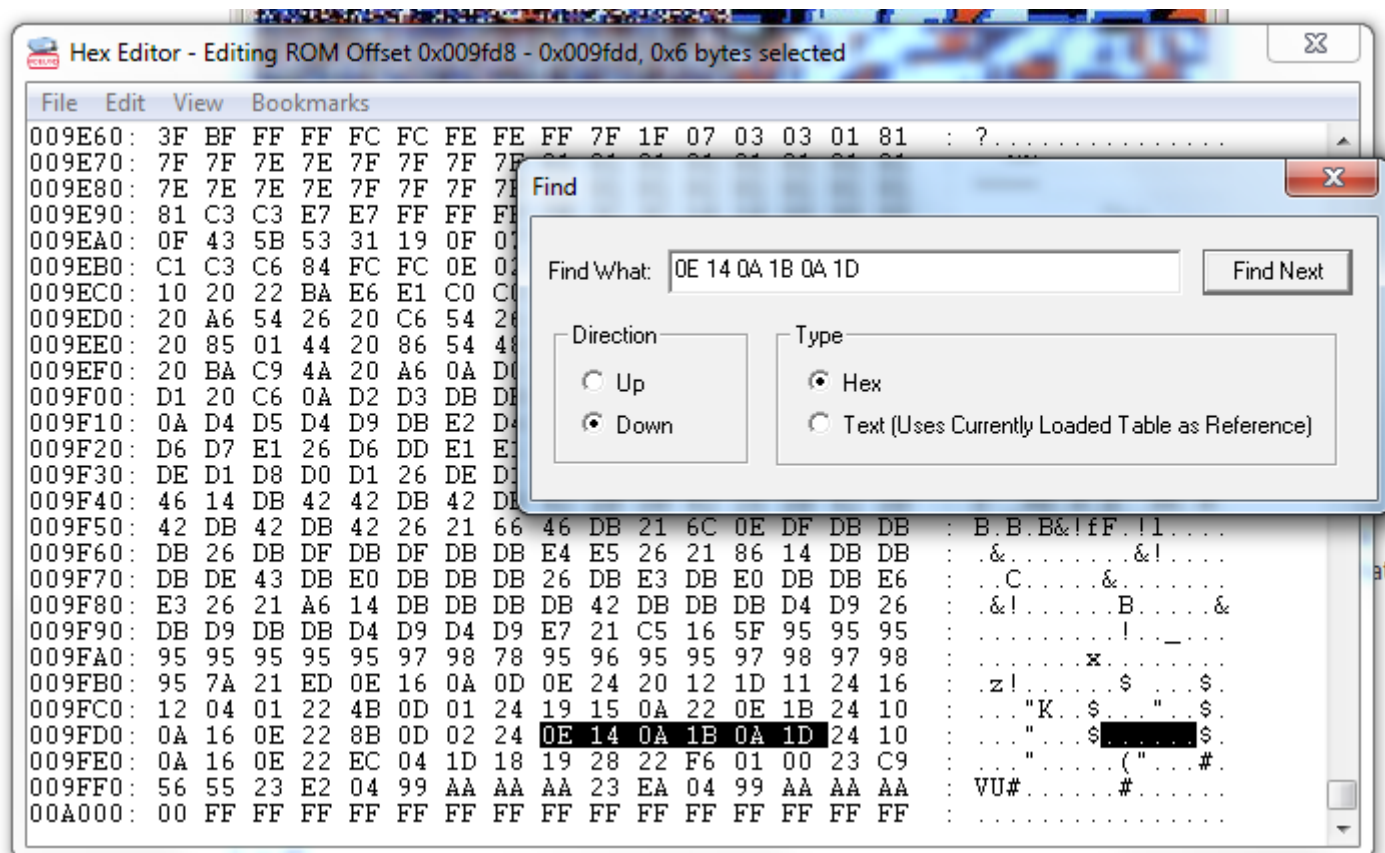 Hex Editor - Editing ROM Offset 0x009fd8 - 0x009fdd, 0x6 bytes selected
File Edit View Bookmarks
009E60: 3F BF FF FF FC FC FE FE FF 7F 1F 07 03 03 01 81 : ?...............
009E70: 7F 7F 7E 7E 7F 7F 7F
009E80: 7E 7E 7E 7E 7F 7F 7F
009E90: 81 C3 C3 E7 E7 FF FF
009EA0: 0F 43 5B 53 31 19 0F
009EB0: C1 C3 C6 84 FC FC 0E
009EC0: 10 20 22 BA E6 E1 C0
009ED0: 20 A6 54 26 20 C6 54
009EE0: 20 85 01 44 20 86 54
009EF0: 20 BA C9 4A 20 A6 0A
009F00: D1 20 C6 0A D2 D3 DB
009F10: 0A D4 D5 D4 D9 DB E2
009F20: D6 D7 E1 26 D6 DD E1
009F30: DE D1 D8 D0 D1 26 DE
009F40: 46 14 DB 42 42 DB 42
Find
Find What: 0E 14 0A 1B 0A 1D
Find Next
Direction
Up
Down
Type
Hex
Text (Uses Currently Loaded Table as Reference)
009F50: 42 DB 42 DB 42 26 21 66 46 DB 21 6C 0E DF DB DB : B.B.B&!fF.!l....
009F60: DB 26 DB DF DB DF DB DB E4 E5 26 21 86 14 DB DB : .&........&!....
009F70: DB DE 43 DB E0 DB DB DB 26 DB E3 DB E0 DB DB E6 : ..C.....&.......
009F80: E3 26 21 A6 14 DB DB DB DB 42 DB DB DB D4 D9 26 : .&!......B.....&
009F90: DB D9 DB DB D4 D9 D4 D9 E7 21 C5 16 5F 95 95 95 : .........!.._...
009FA0: 95 95 95 95 95 97 98 78 95 96 95 95 97 98 97 98 : .......x........
009FB0: 95 7A 21 ED 0E 16 0A 0D 0E 24 20 12 1D 11 24 16 : .z!......$ ...$.
009FC0: 12 04 01 22 4B 0D 01 24 19 15 0A 22 0E 1B 24 10 : ..."K..$..."..$.
009FD0: 0A 16 0E 22 8B 0D 02 24 0E 14 0A 1B 0A 1D 24 10 : ..."...$......$.
009FE0: 0A 16 0E 22 EC 04 1D 18 19 28 22 F6 01 00 23 C9 : ...".....("...#.
009FF0: 56 55 23 E2 04 99 AA AA AA 23 EA 04 99 AA AA AA : VU#......#......
00A000: 00 FF FF FF FF FF FF FF FF FF FF FF FF FF FF FF : ................